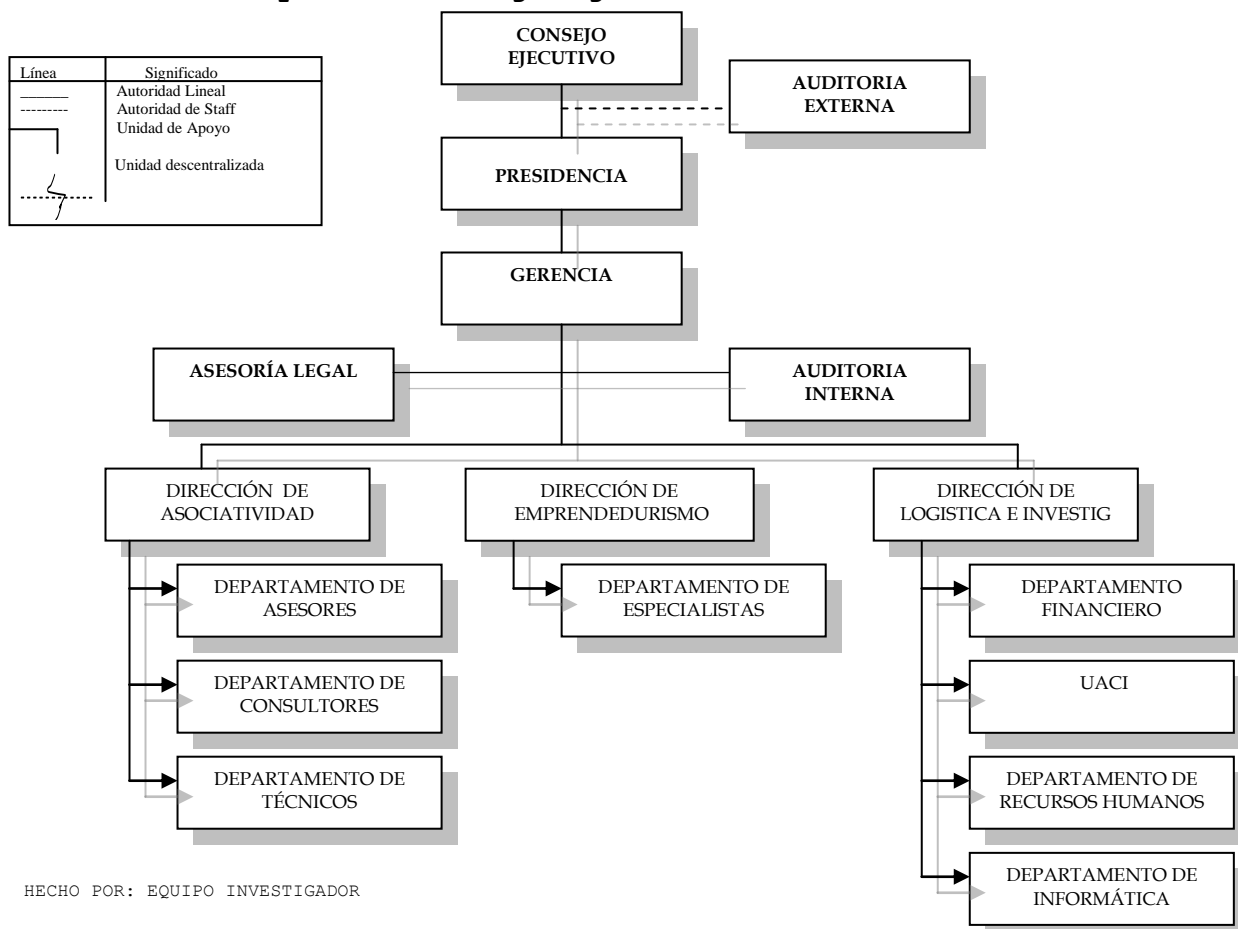 CONSEJO
EJECUTIVO
Línea Significado
Autoridad Lineal
Autoridad de Staff
Unidad de Apoyo
Unidad descentralizada
AUDITORIA
EXTERNA
PRESIDENCIA
GERENCIA
ASESORÍA LEGAL
AUDITORIA
INTERNA
DIRECCIÓN DE
ASOCIATIVIDAD
DIRECCIÓN DE
EMPRENDEDURISMO
DIRECCIÓN DE
LOGISTICA E INVESTIG
DEPARTAMENTO DE
ASESORES
DEPARTAMENTO DE
CONSULTORES
DEPARTAMENTO DE
TÉCNICOS
DEPARTAMENTO DE
ESPECIALISTAS
DEPARTAMENTO
FINANCIERO
UACI
DEPARTAMENTO DE
RECURSOS HUMANOS
DEPARTAMENTO DE
INFORMÁTICA
HECHO POR: EQUIPO INVESTIGADOR